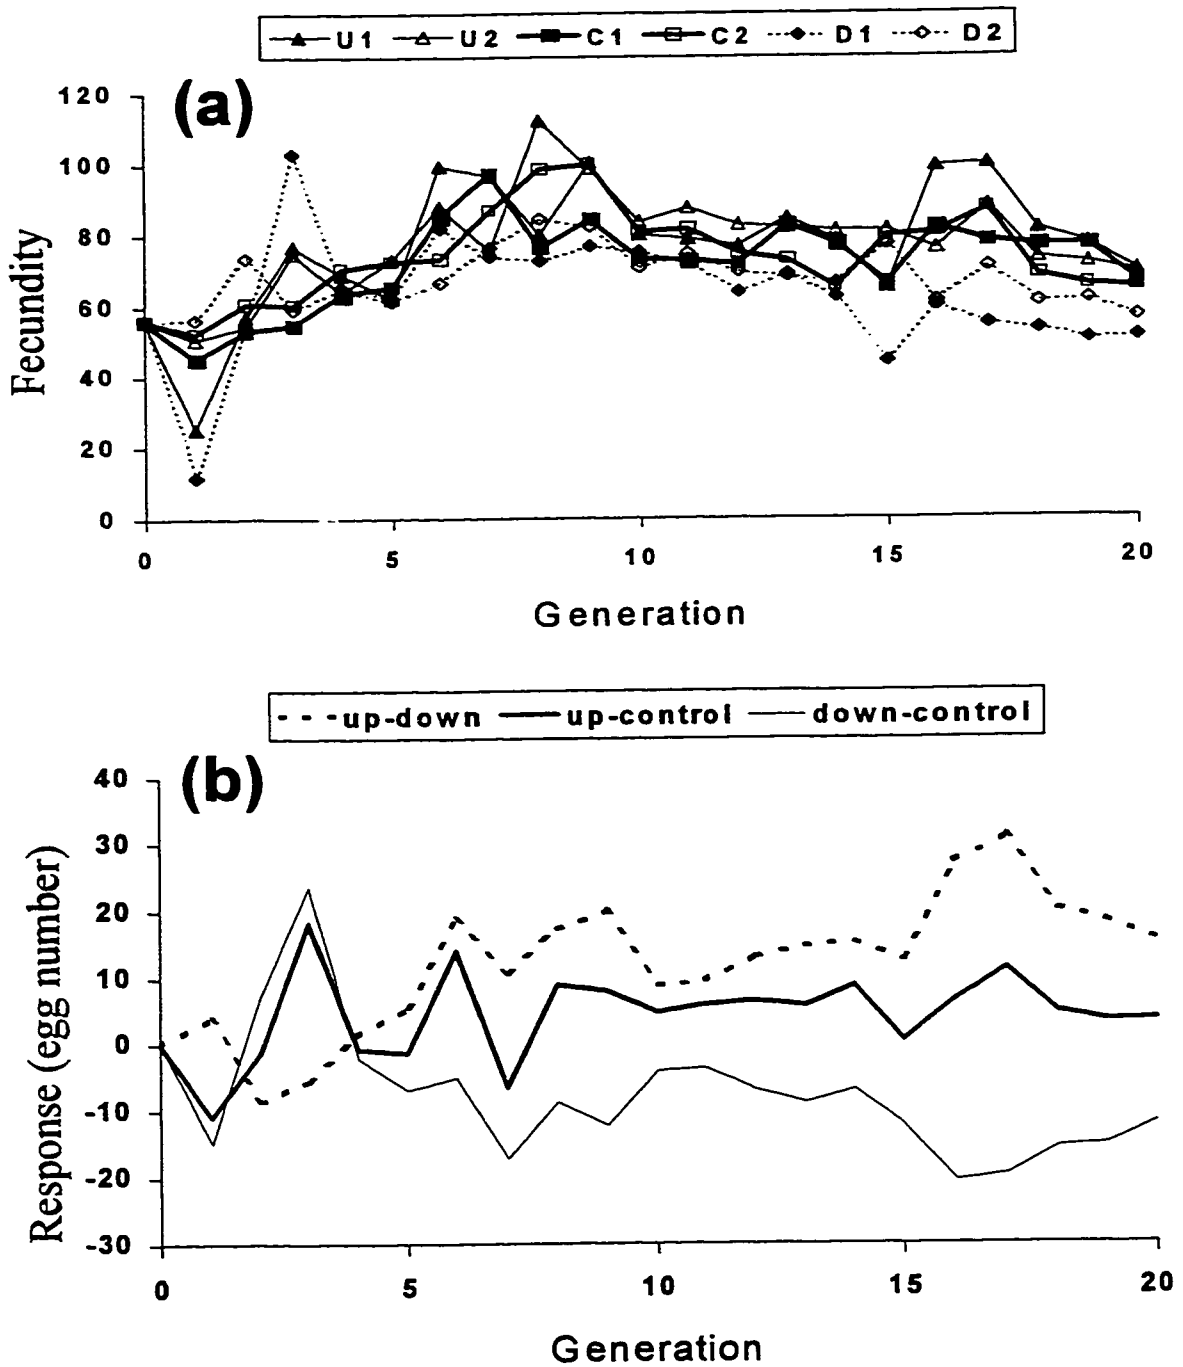 U1 U2 C1 C2 D1 D2
(a)
120
100
80
60
40
20
0
Fecundity
0 5 10 15 20
Generation
up-down up-control down-control
(b)
40
30
20
10
0
-10
-20
-30
Response (egg number)
0 5 10 15 20
Generation